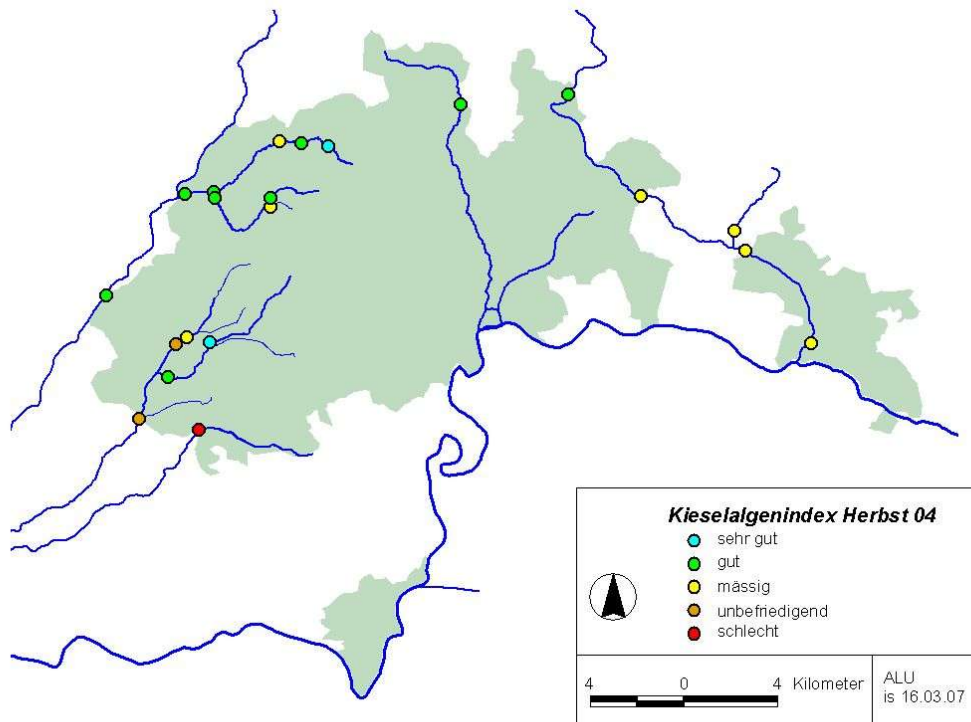 Kieselalgenindex Herbst 04
sehr gut
gut
mässig
unbefriedigend
schlecht
4 0 4 Kilometer
ALU
is 16.03.07